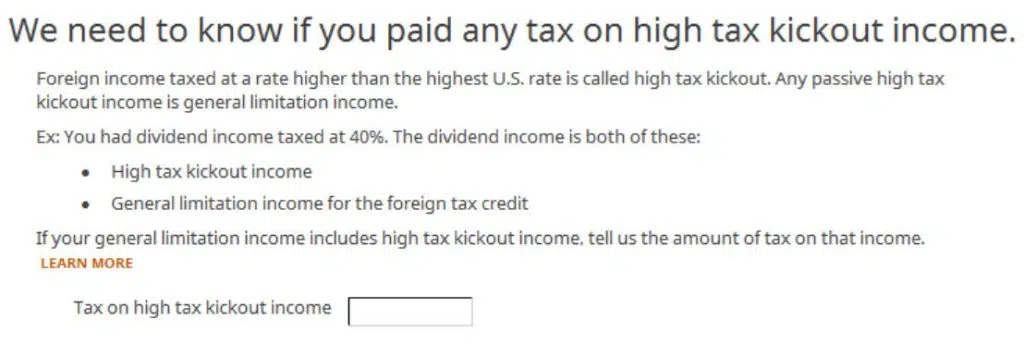 We need to know if you paid any tax on high tax kickout income.
Foreign income taxed at a rate higher than the highest U.S. rate is called high tax kickout. Any passive high tax
kickout income is general limitation income.
Ex: You had dividend income taxed at 40%. The dividend income is both of these:
• High tax kickout income
• General limitation income for the foreign tax credit
If your general limitation income includes high tax kickout income, tell us the amount of tax on that income.
LEARN MORE
Tax on high tax kickout income